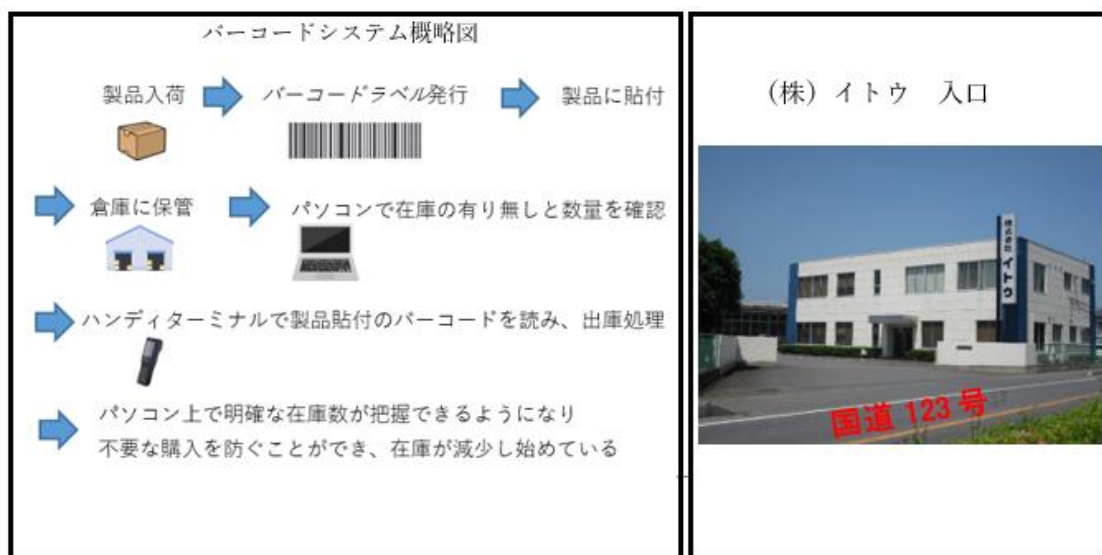 バーコードシステム概略図
製品入荷 バーコードラベル発行 製品に貼付
倉庫に保管 パソコンで在庫の有り無しと数量を確認
ハンディターミナルで製品貼付のバーコードを読み、出庫処理
パソコン上で明確な在庫数が把握できるようになり
不要な購入を防ぐことができ、在庫が減少し始めている
(株)イトウ 入口
株式会社イトウ
国道123号